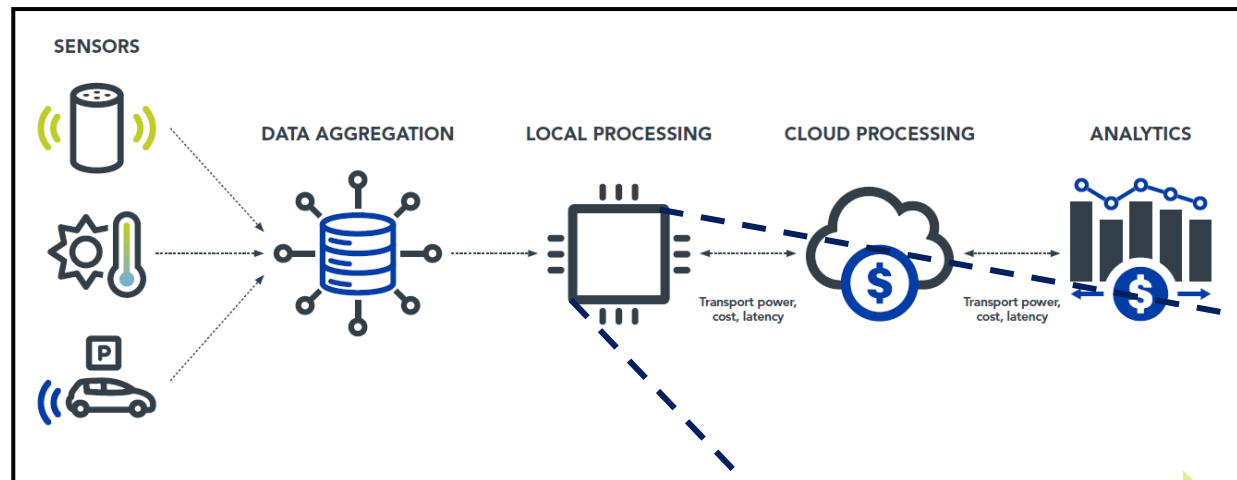 SENSORS
DATA AGGREGATION
LOCAL PROCESSING
CLOUD PROCESSING
ANALYTICS
P
$
$
Transport power,
cost, latency
Transport power,
cost, latency